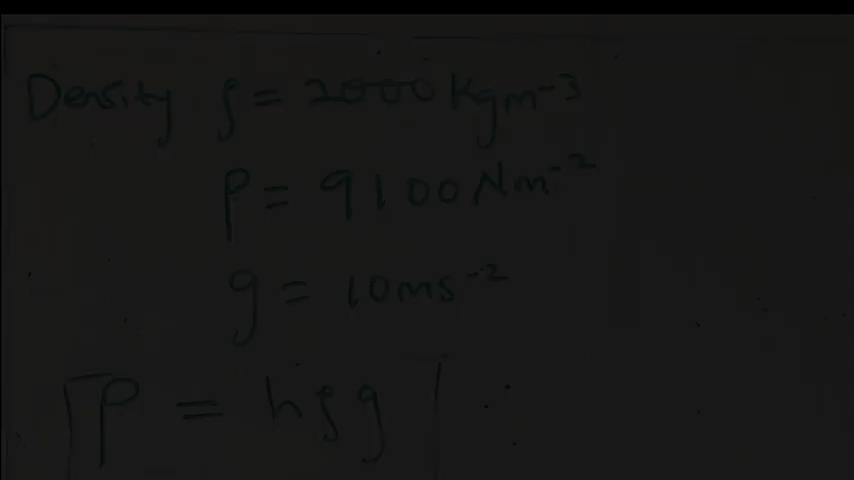 Density ρ = 2000 Kgm⁻³
P = 9100 Nm⁻²
g = 10ms⁻²
P = hρg